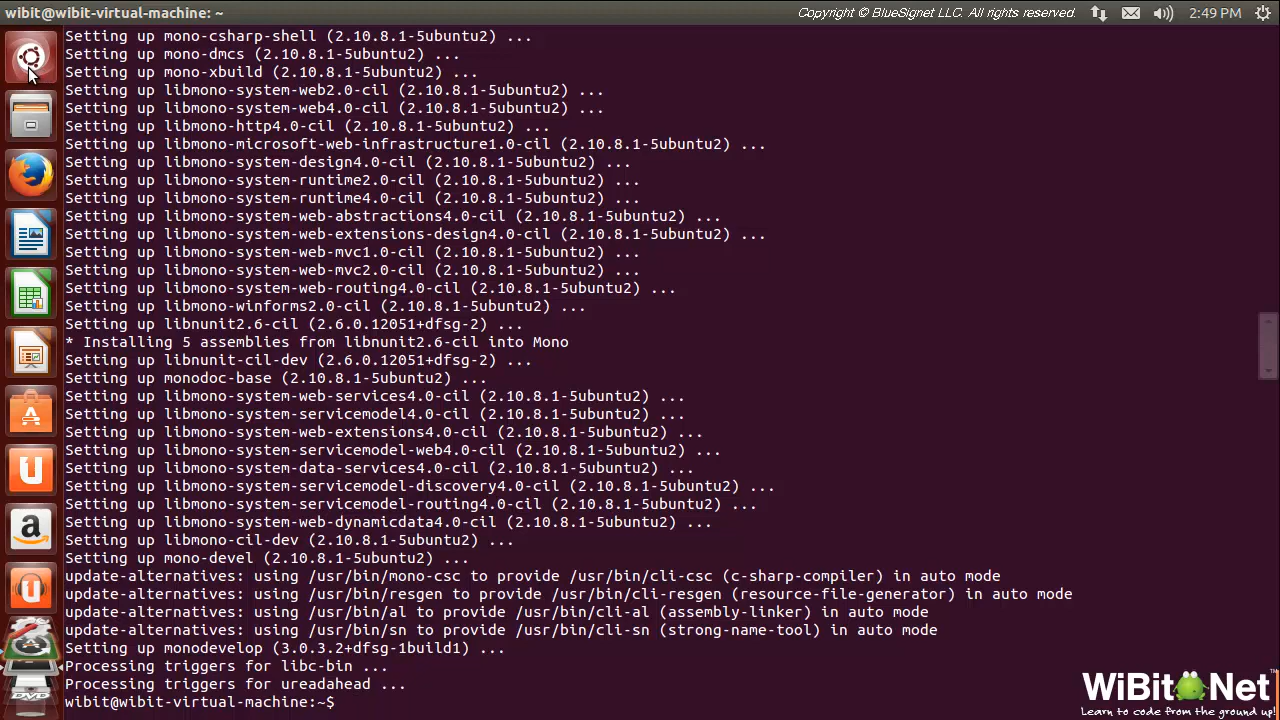 wibit@wibit-virtual-machine: ~
Copyright © BlueSignet LLC. All rights reserved.
2:49 PM
Setting up mono-csharp-shell (2.10.8.1-5ubuntu2) ...
Setting up mono-dmcs (2.10.8.1-5ubuntu2) ...
Setting up mono-xbuild (2.10.8.1-5ubuntu2) ...
Setting up libmono-system-web2.0-cil (2.10.8.1-5ubuntu2) ...
Setting up libmono-system-web4.0-cil (2.10.8.1-5ubuntu2) ...
Setting up libmono-http4.0-cil (2.10.8.1-5ubuntu2) ...
Setting up libmono-microsoft-web-infrastructure1.0-cil (2.10.8.1-5ubuntu2) ...
Setting up libmono-system-design4.0-cil (2.10.8.1-5ubuntu2) ...
Setting up libmono-system-runtime2.0-cil (2.10.8.1-5ubuntu2) ...
Setting up libmono-system-runtime4.0-cil (2.10.8.1-5ubuntu2) ...
Setting up libmono-system-web-abstractions4.0-cil (2.10.8.1-5ubuntu2) ...
Setting up libmono-system-web-extensions-design4.0-cil (2.10.8.1-5ubuntu2) ...
Setting up libmono-system-web-mvc1.0-cil (2.10.8.1-5ubuntu2) ...
Setting up libmono-system-web-mvc2.0-cil (2.10.8.1-5ubuntu2) ...
Setting up libmono-system-web-routing4.0-cil (2.10.8.1-5ubuntu2) ...
Setting up libmono-winforms2.0-cil (2.10.8.1-5ubuntu2) ...
Setting up libnunit2.6-cil (2.6.0.12051+dfsg-2) ...
* Installing 5 assemblies from libnunit2.6-cil into Mono
Setting up libnunit-cil-dev (2.6.0.12051+dfsg-2) ...
Setting up monodoc-base (2.10.8.1-5ubuntu2) ...
Setting up libmono-system-web-services4.0-cil (2.10.8.1-5ubuntu2) ...
Setting up libmono-system-servicemodel4.0-cil (2.10.8.1-5ubuntu2) ...
Setting up libmono-system-web-extensions4.0-cil (2.10.8.1-5ubuntu2) ...
Setting up libmono-system-servicemodel-web4.0-cil (2.10.8.1-5ubuntu2) ...
Setting up libmono-system-data-services4.0-cil (2.10.8.1-5ubuntu2) ...
Setting up libmono-system-servicemodel-discovery4.0-cil (2.10.8.1-5ubuntu2) ...
Setting up libmono-system-servicemodel-routing4.0-cil (2.10.8.1-5ubuntu2) ...
Setting up libmono-system-web-dynamicdata4.0-cil (2.10.8.1-5ubuntu2) ...
Setting up libmono-cil-dev (2.10.8.1-5ubuntu2) ...
Setting up mono-devel (2.10.8.1-5ubuntu2) ...
update-alternatives: using /usr/bin/mono-csc to provide /usr/bin/cli-csc (c-sharp-compiler) in auto mode
update-alternatives: using /usr/bin/resgen to provide /usr/bin/cli-resgen (resource-file-generator) in auto mode
update-alternatives: using /usr/bin/al to provide /usr/bin/cli-al (assembly-linker) in auto mode
update-alternatives: using /usr/bin/sn to provide /usr/bin/cli-sn (strong-name-tool) in auto mode
Setting up monodevelop (3.0.3.2+dfsg-1build1) ...
Processing triggers for libc-bin ...
Processing triggers for ureadahead ...
wibit@wibit-virtual-machine:~$
WiBit Net™
Learn to code from the ground up!
DVD